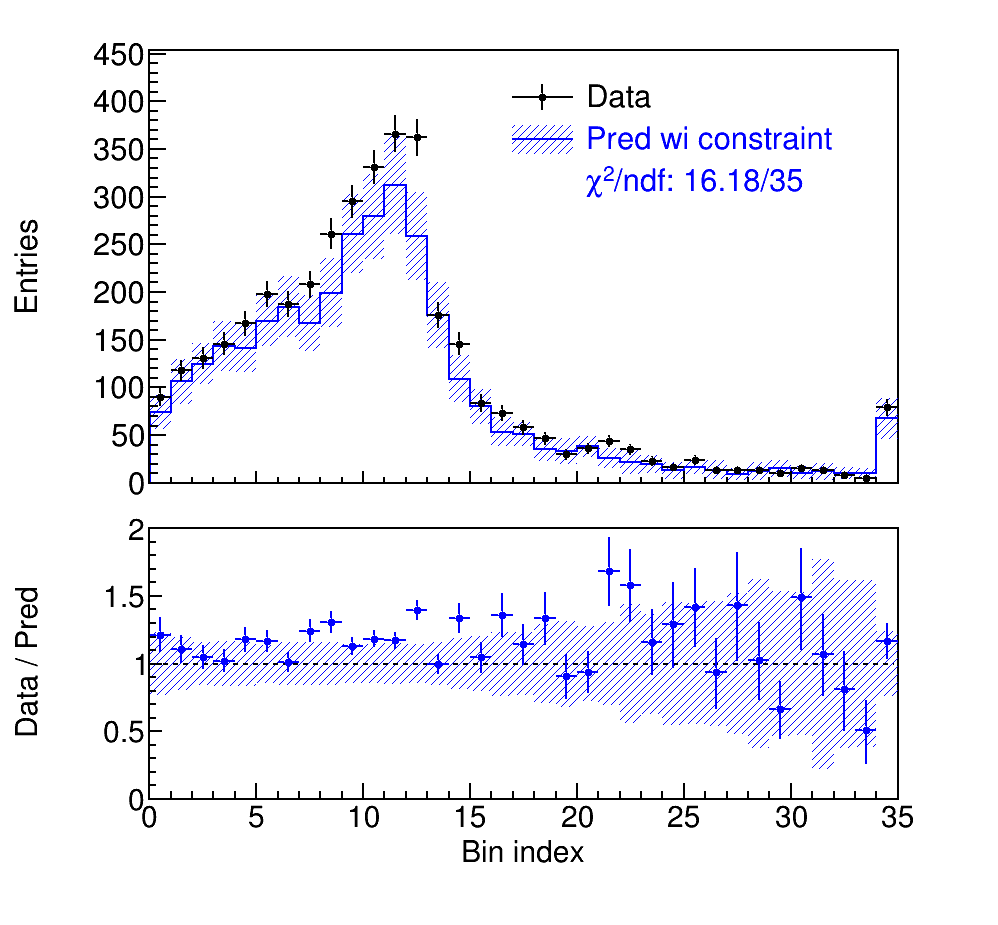 450
400
350
300
250
200
150
100
50
0
Entries
Data
Pred wi constraint
χ²/ndf: 16.18/35
2
1.5
1
0.5
0
Data / Pred
0 5 10 15 20 25 30 35
Bin index